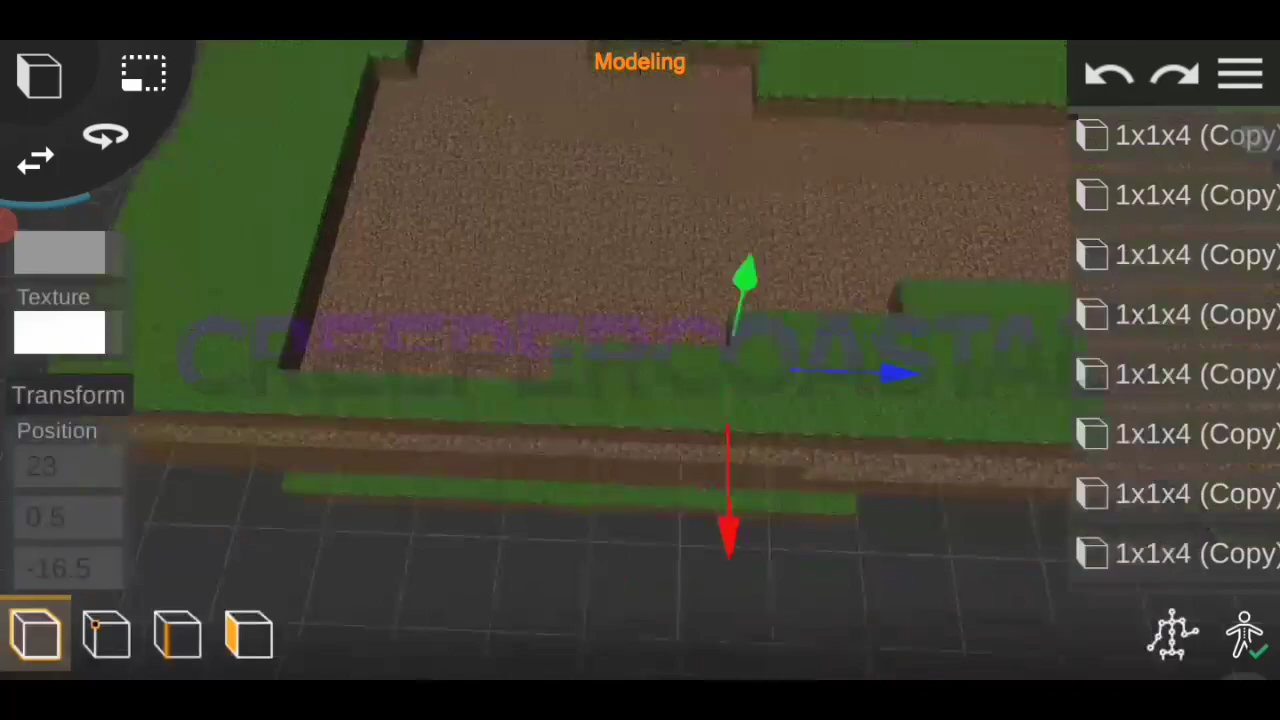 Modeling
1x1x4 (Copy)
1x1x4 (Copy)
1x1x4 (Copy)
Texture
1x1x4 (Copy)
CREEPERCOASTA
1x1x4 (Copy)
Transform
Position
1x1x4 (Copy)
23
1x1x4 (Copy)
0.5
1x1x4 (Copy)
-16.5